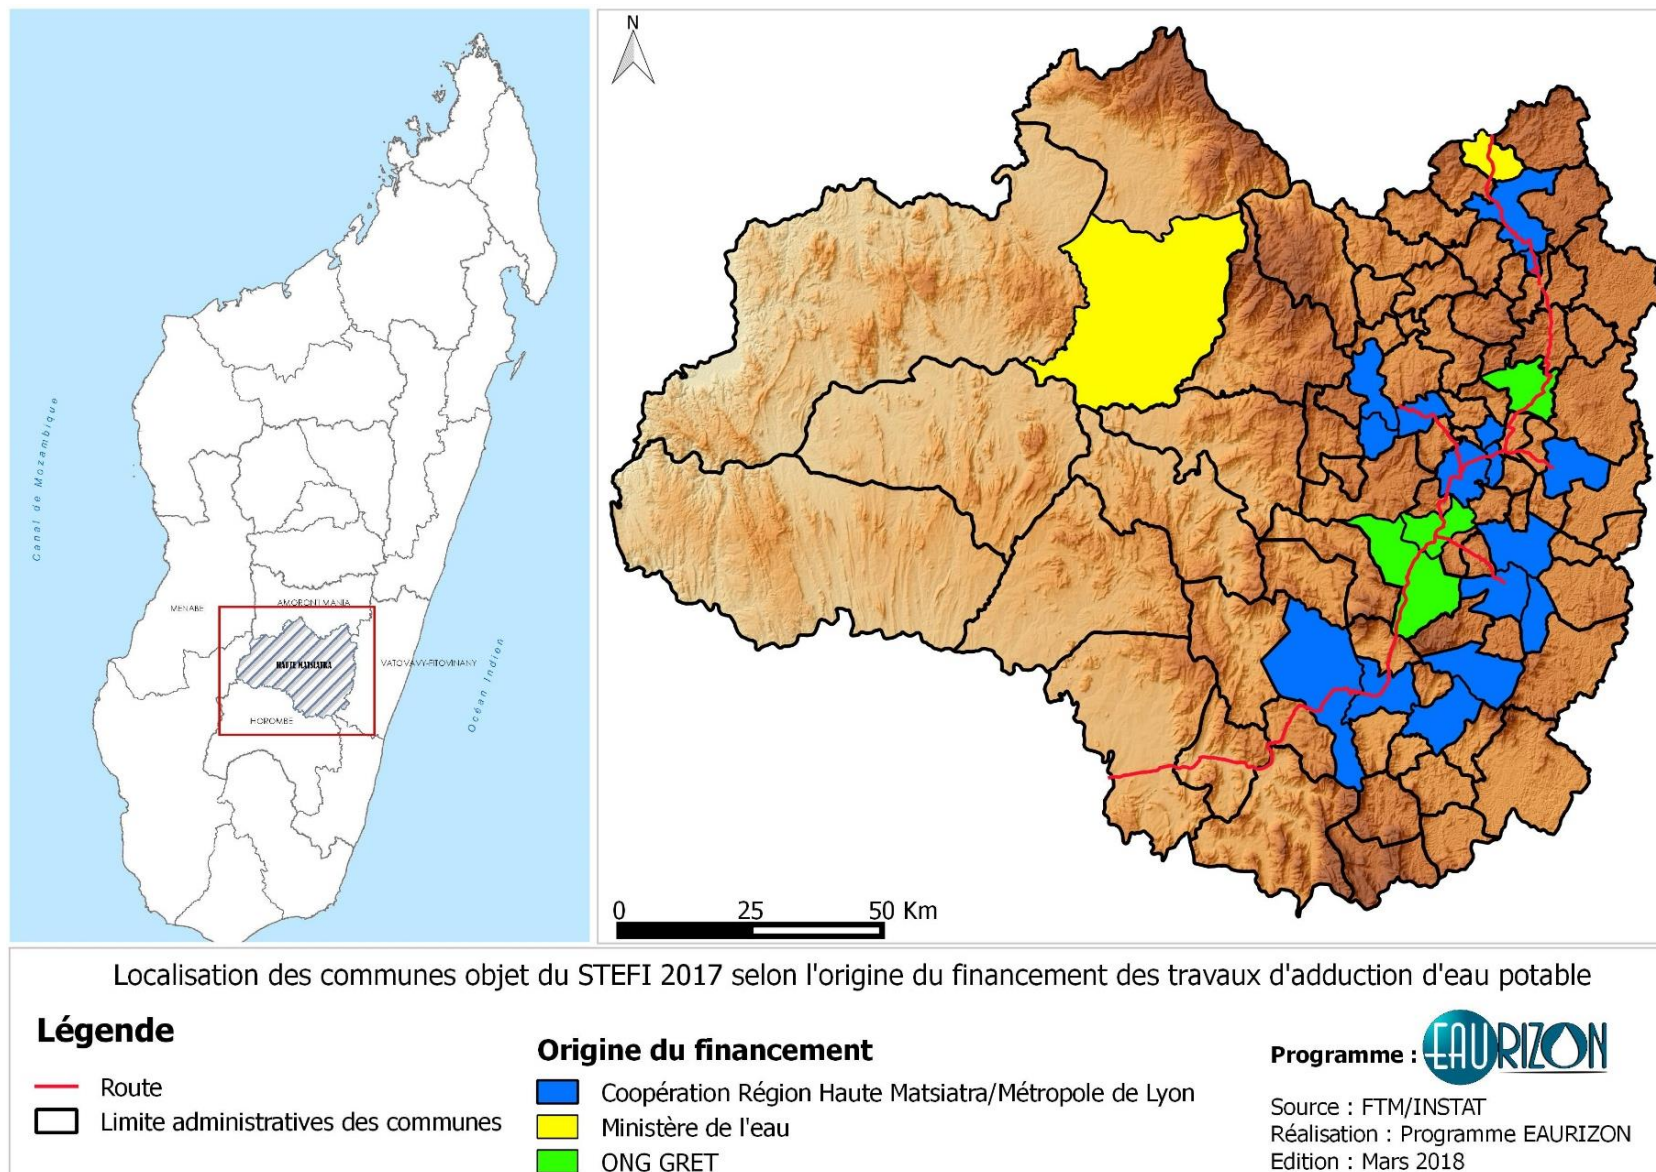 Canal de Mozambique
MENABE
AMORONI MANIA
HAUTE MATSIATRA
VATOVAVY-FITOVINANY
HOROMBE
Océan Indien
N
0 25 50 Km
Localisation des communes objet du STEFI 2017 selon l'origine du financement des travaux d'adduction d'eau potable
Légende
Route
Limite administratives des communes
Origine du financement
Coopération Région Haute Matsiatra/Métropole de Lyon
Ministère de l'eau
ONG GRET
Programme : EAURIZON
Source : FTM/INSTAT
Réalisation : Programme EAURIZON
Edition : Mars 2018